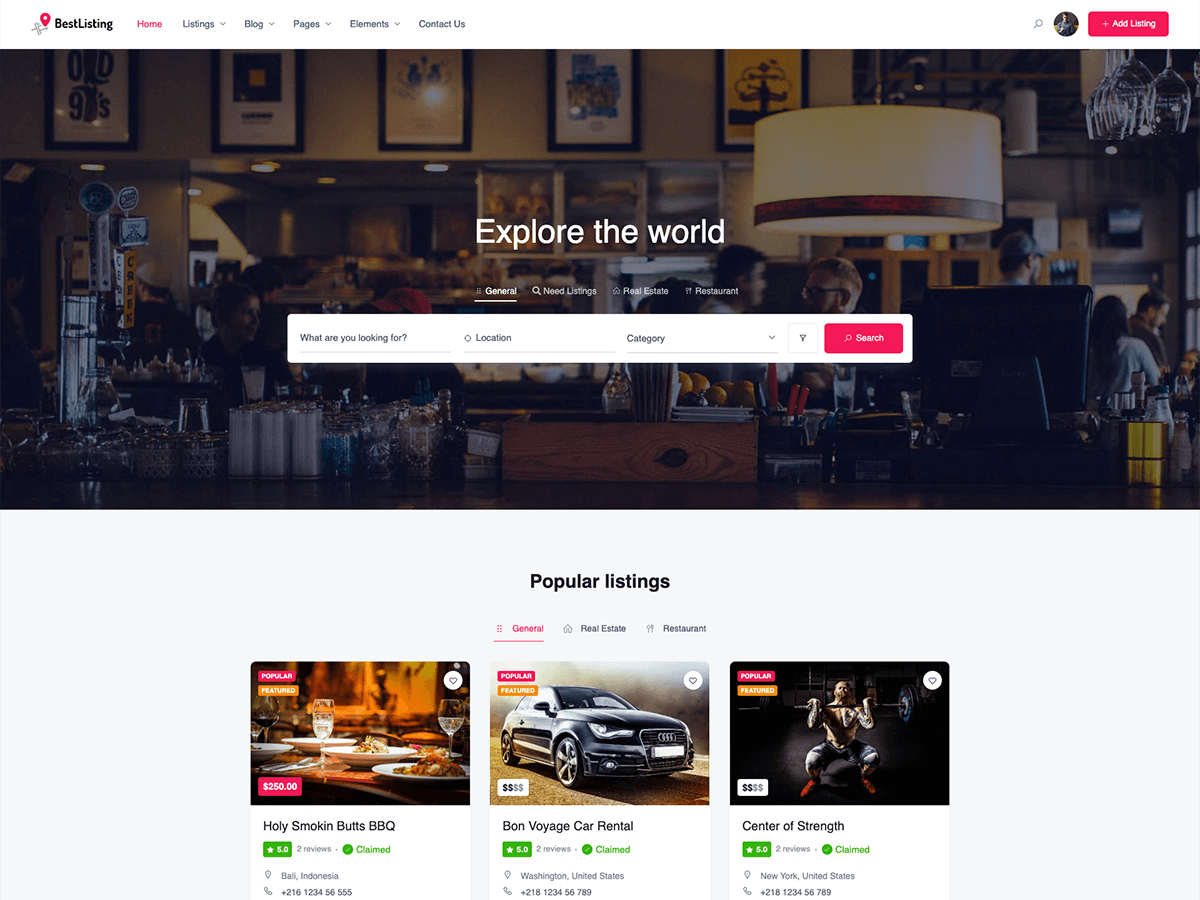 BestListing Home Listings Blog Pages Elements Contact Us + Add Listing
OLD
90's
Explore the world
General Need Listings Real Estate Restaurant
What are you looking for? Location Category Search
Popular listings
General Real Estate Restaurant
POPULAR
FEATURED
$250.00
Holy Smokin Butts BBQ
5.0 2 reviews · Claimed
Bali, Indonesia
+216 1234 56 555
POPULAR
FEATURED
$$$$
Bon Voyage Car Rental
5.0 2 reviews · Claimed
Washington, United States
+218 1234 56 789
POPULAR
FEATURED
$$$$
Center of Strength
5.0 2 reviews · Claimed
New York, United States
+218 1234 56 789